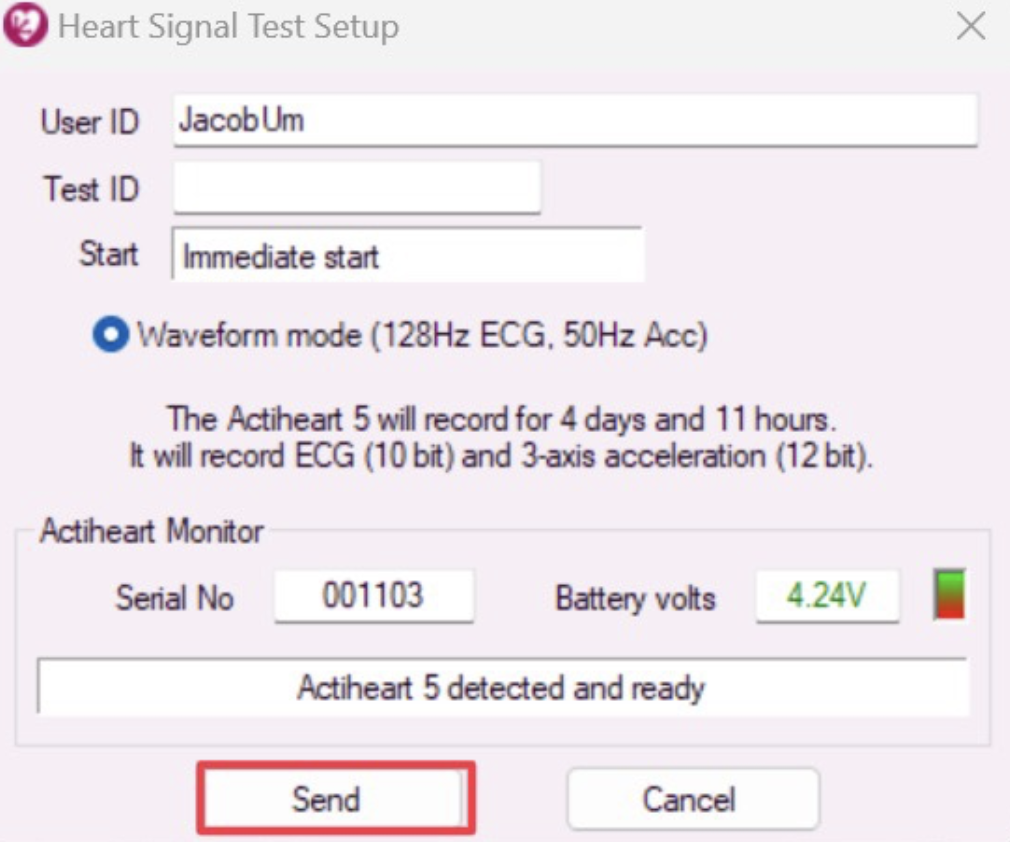 Heart Signal Test Setup
User ID JacobUm
Test ID
Start Immediate start
Waveform mode (128Hz ECG, 50Hz Acc)
The Actiheart 5 will record for 4 days and 11 hours.
It will record ECG (10 bit) and 3-axis acceleration (12 bit).
Actiheart Monitor
Serial No 001103 Battery volts 4.24V
Actiheart 5 detected and ready
Send Cancel